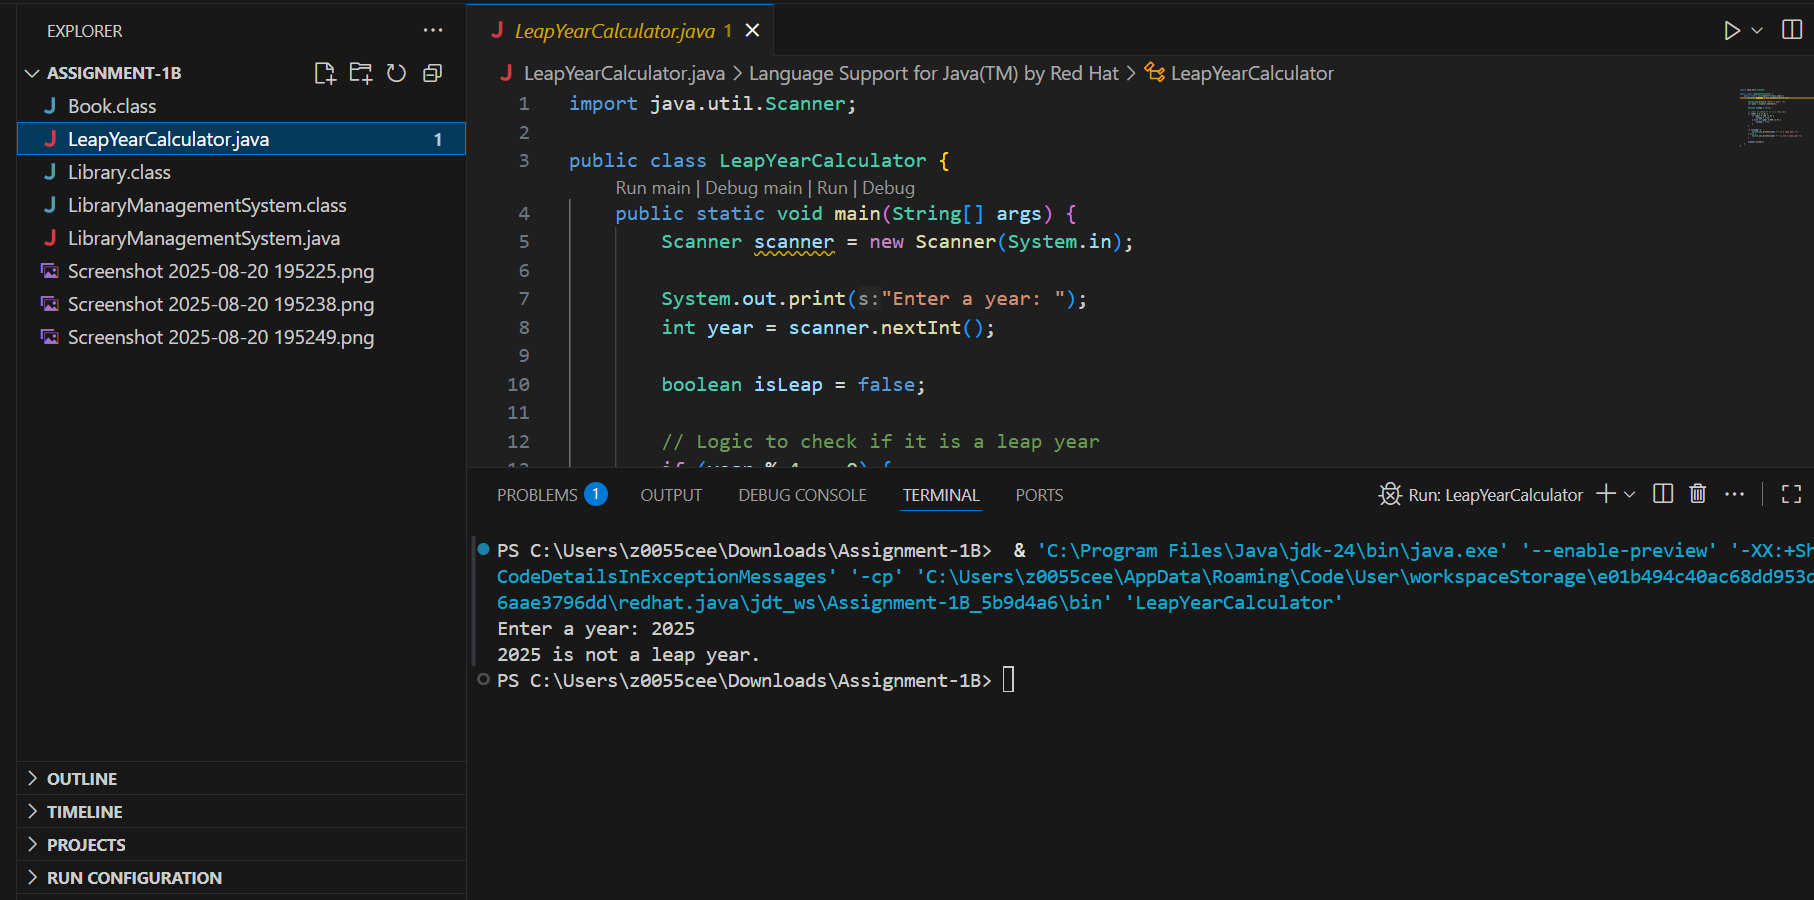 EXPLORER
ASSIGNMENT-1B
Book.class
LeapYearCalculator.java 1
Library.class
LibraryManagementSystem.class
LibraryManagementSystem.java
Screenshot 2025-08-20 195225.png
Screenshot 2025-08-20 195238.png
Screenshot 2025-08-20 195249.png
OUTLINE
TIMELINE
PROJECTS
RUN CONFIGURATION
LeapYearCalculator.java 1
LeapYearCalculator.java > Language Support for Java(TM) by Red Hat > LeapYearCalculator
1 import java.util.Scanner;
2
3 public class LeapYearCalculator {
Run main | Debug main | Run | Debug
4 public static void main(String[] args) {
5 Scanner scanner = new Scanner(System.in);
6
7 System.out.print(s:"Enter a year: ");
8 int year = scanner.nextInt();
9
10 boolean isLeap = false;
11
12 // Logic to check if it is a leap year
PROBLEMS 1 OUTPUT DEBUG CONSOLE TERMINAL PORTS Run: LeapYearCalculator
PS C:\Users\z0055cee\Downloads\Assignment-1B> & 'C:\Program Files\Java\jdk-24\bin\java.exe' '--enable-preview' '-XX:+Sh
CodeDetailsInExceptionMessages' '-cp' 'C:\Users\z0055cee\AppData\Roaming\Code\User\workspaceStorage\e01b494c40ac68dd953c
6aae3796dd\redhat.java\jdt_ws\Assignment-1B_5b9d4a6\bin' 'LeapYearCalculator'
Enter a year: 2025
2025 is not a leap year.
PS C:\Users\z0055cee\Downloads\Assignment-1B>